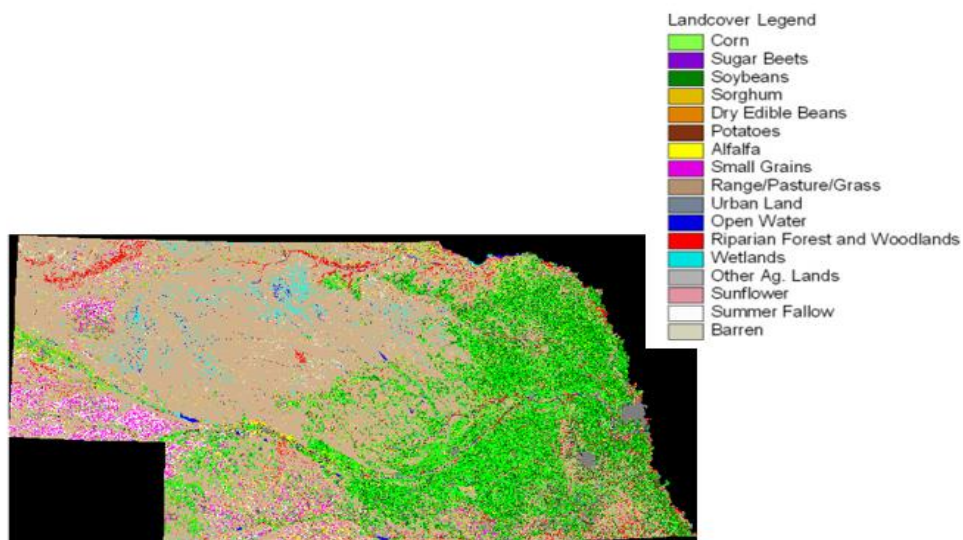 Landcover Legend
Corn
Sugar Beets
Soybeans
Sorghum
Dry Edible Beans
Potatoes
Alfalfa
Small Grains
Range/Pasture/Grass
Urban Land
Open Water
Riparian Forest and Woodlands
Wetlands
Other Ag. Lands
Sunflower
Summer Fallow
Barren